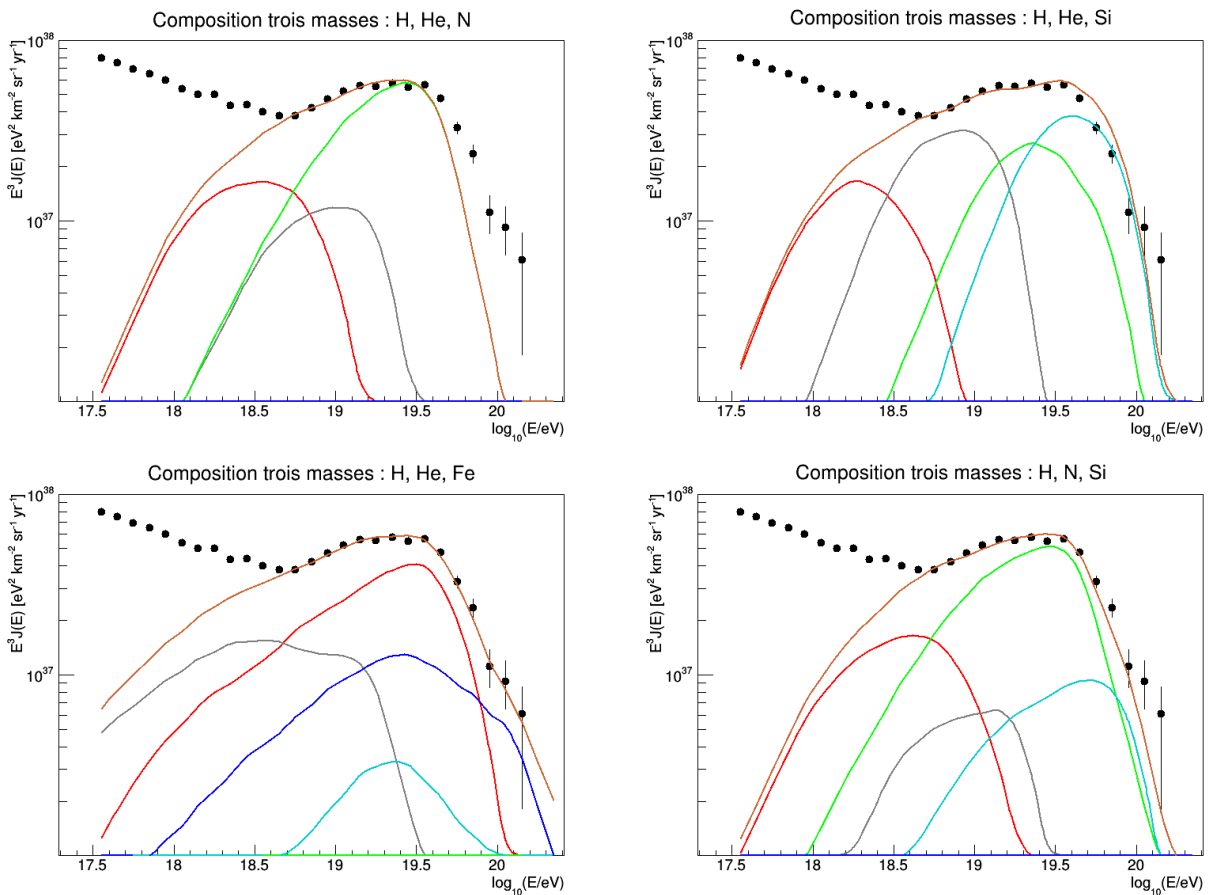 Composition trois masses : H, He, N
E³J(E) [eV² km⁻² sr⁻¹ yr⁻¹]
10³⁸
10³⁷
17.5 18 18.5 19 19.5 20
log₁₀(E/eV)
Composition trois masses : H, He, Si
E³J(E) [eV² km⁻² sr⁻¹ yr⁻¹]
10³⁸
10³⁷
17.5 18 18.5 19 19.5 20
log₁₀(E/eV)
Composition trois masses : H, He, Fe
E³J(E) [eV² km⁻² sr⁻¹ yr⁻¹]
10³⁸
10³⁷
17.5 18 18.5 19 19.5 20
log₁₀(E/eV)
Composition trois masses : H, N, Si
E³J(E) [eV² km⁻² sr⁻¹ yr⁻¹]
10³⁸
10³⁷
17.5 18 18.5 19 19.5 20
log₁₀(E/eV)